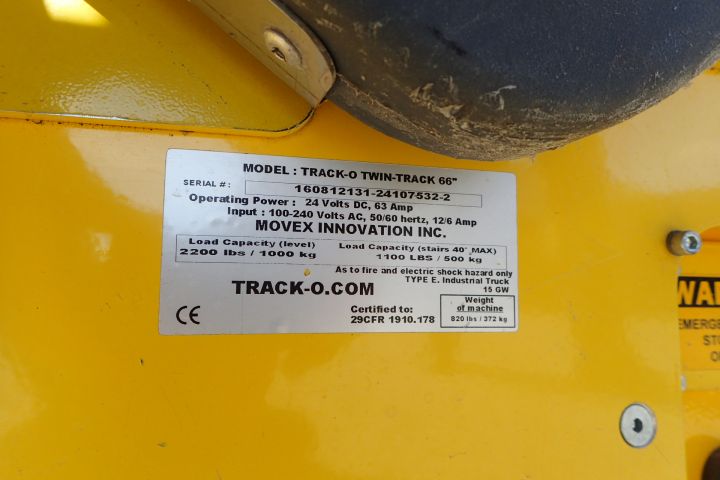 MODEL : TRACK-O TWIN-TRACK 66"
SERIAL # : 160812131-24107532-2
Operating Power : 24 Volts DC, 63 Amp
Input : 100-240 Volts AC, 50/60 hertz, 12/6 Amp
MOVEX INNOVATION INC.
Load Capacity (level) Load Capacity (stairs 40° MAX)
2200 lbs / 1000 kg 1100 LBS / 500 kg
As to fire and electric shock hazard only
TYPE E. Industrial Truck
15 GW
TRACK-O.COM
Weight
of machine
820 lbs / 372 kg
CE
Certified to:
29CFR 1910.178
WAR
EMERGE
STO